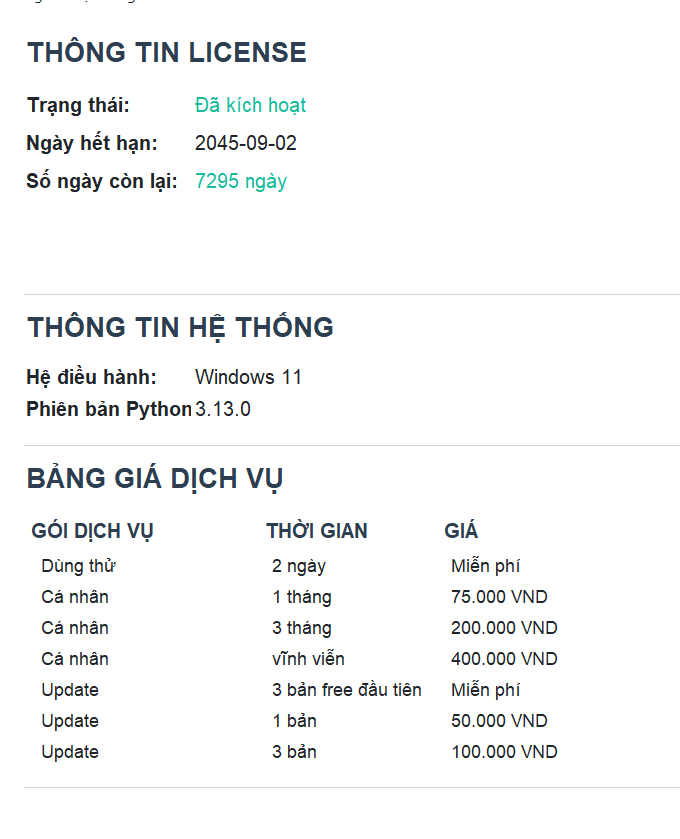 THÔNG TIN LICENSE
Trạng thái: Đã kích hoạt
Ngày hết hạn: 2045-09-02
Số ngày còn lại: 7295 ngày
THÔNG TIN HỆ THỐNG
Hệ điều hành: Windows 11
Phiên bản Python 3.13.0
BẢNG GIÁ DỊCH VỤ
GÓI DỊCH VỤ THỜI GIAN GIÁ
Dùng thử 2 ngày Miễn phí
Cá nhân 1 tháng 75.000 VND
Cá nhân 3 tháng 200.000 VND
Cá nhân vĩnh viễn 400.000 VND
Update 3 bản free đầu tiên Miễn phí
Update 1 bản 50.000 VND
Update 3 bản 100.000 VND